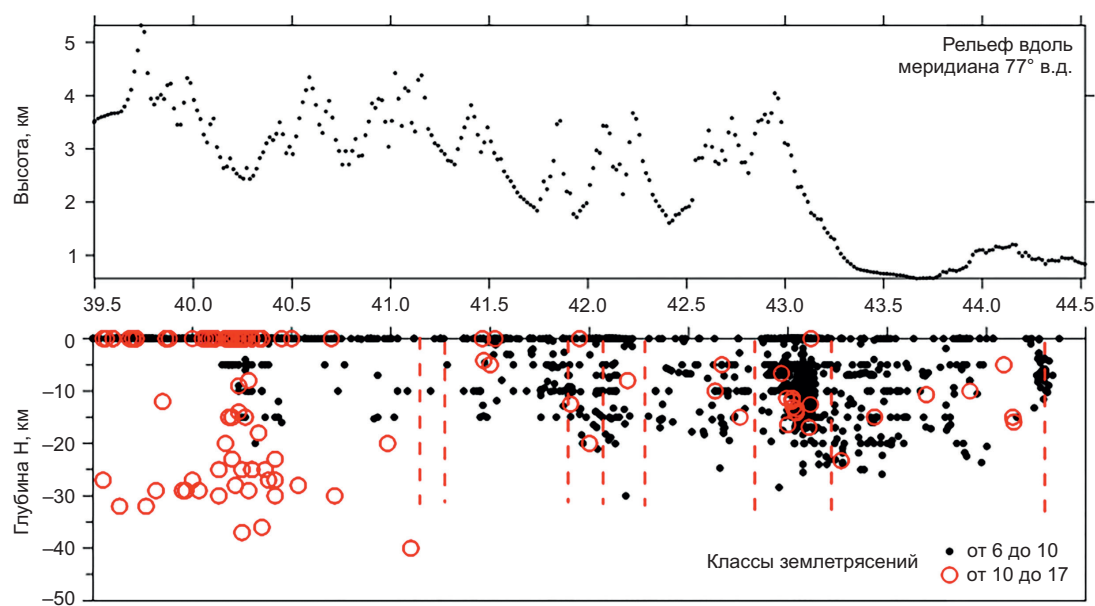 Рельеф вдоль
меридиана 77° в.д.
Высота, км
5
4
3
2
1
39.5 40.0 40.5 41.0 41.5 42.0 42.5 43.0 43.5 44.0 44.5
Глубина H, км
0
–10
–20
–30
–40
–50
Классы землетрясений
от 6 до 10
от 10 до 17